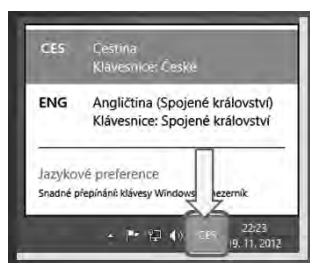 CES Čeština
Klávesnice: České
ENG Angličtina (Spojené království)
Klávesnice: Spojené království
Jazykové preference
Snadné přepínání: klávesy Windows ezerník
CES
22:23
19. 11. 2012